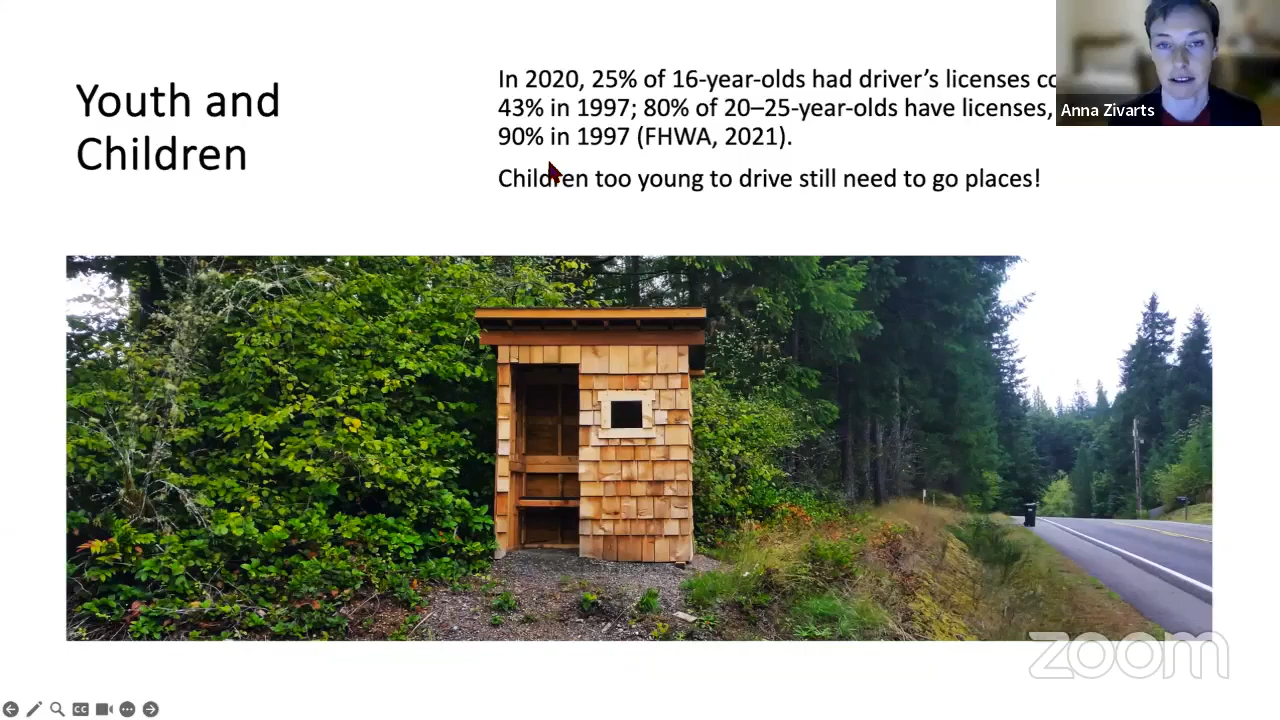 Youth and
Children
In 2020, 25% of 16-year-olds had driver’s licenses
43% in 1997; 80% of 20–25-year-olds have licenses,
90% in 1997 (FHWA, 2021).
Children too young to drive still need to go places!
Anna Zivarts
zoom
CC